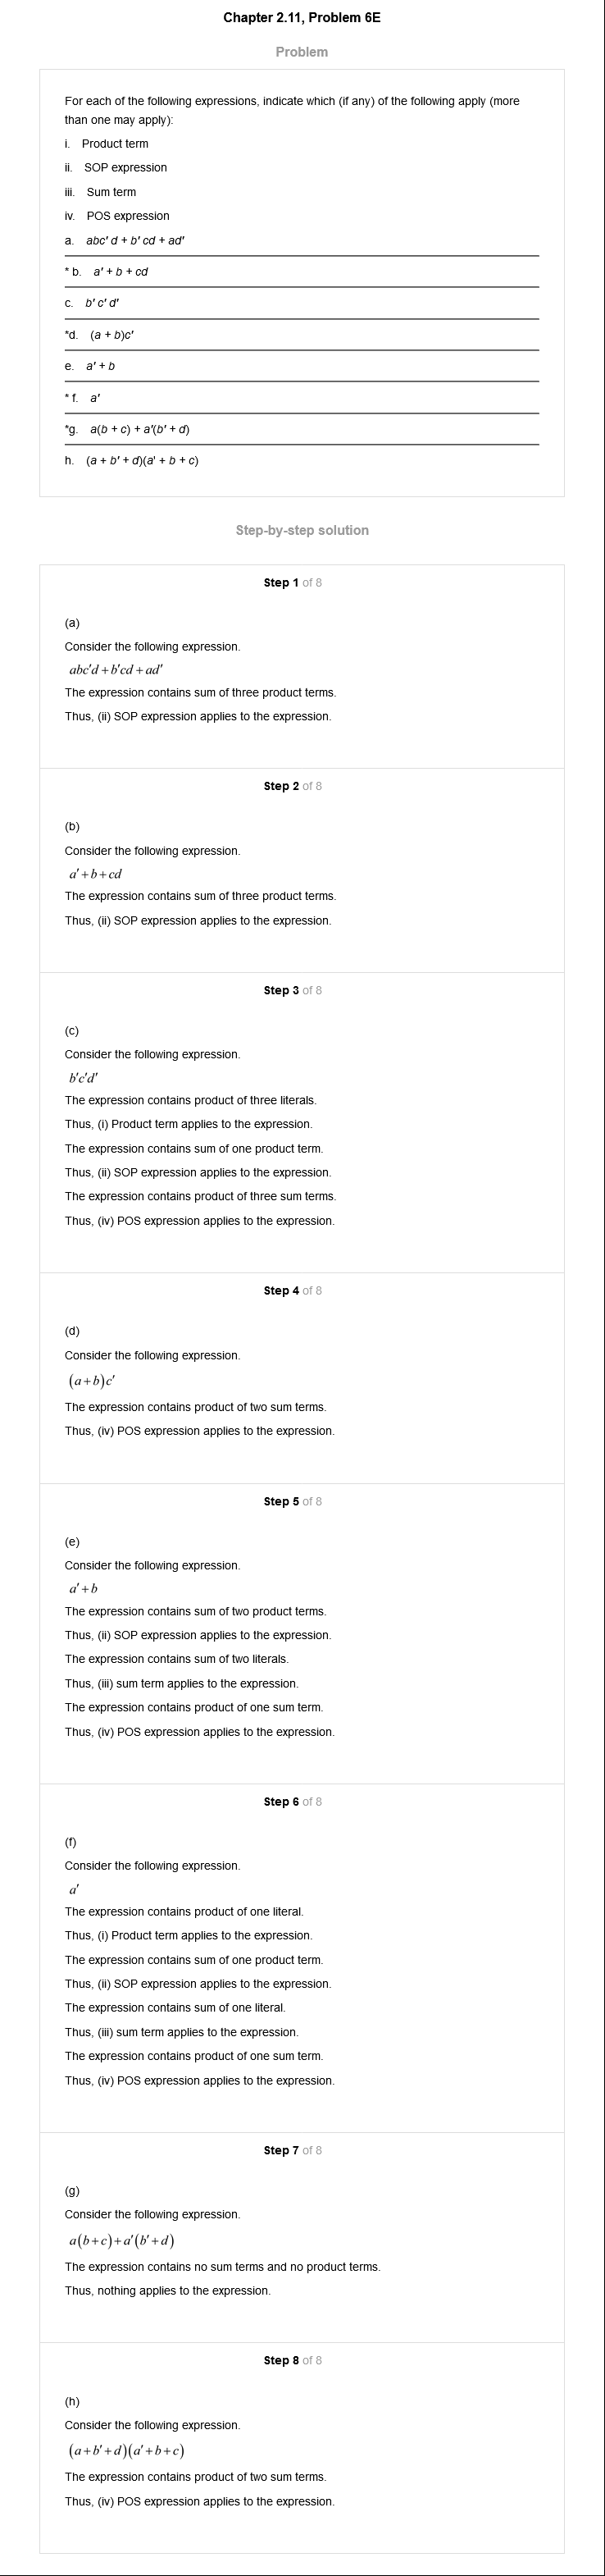 Chapter 2.11, Problem 6E
Problem
For each of the following expressions, indicate which (if any) of the following apply (more
than one may apply):
i. Product term
ii. SOP expression
iii. Sum term
iv. POS expression
a. abc′ d + b′ cd + ad′
* b. a′ + b + cd
c. b′ c′ d′
*d. (a + b)c′
e. a′ + b
* f. a′
*g. a(b + c) + a′(b′ + d)
h. (a + b′ + d)(a′ + b + c)
Step-by-step solution
Step 1 of 8
(a)
Consider the following expression.
abc′d + b′cd + ad′
The expression contains sum of three product terms.
Thus, (ii) SOP expression applies to the expression.
Step 2 of 8
(b)
Consider the following expression.
a′ + b + cd
The expression contains sum of three product terms.
Thus, (ii) SOP expression applies to the expression.
Step 3 of 8
(c)
Consider the following expression.
b′c′d′
The expression contains product of three literals.
Thus, (i) Product term applies to the expression.
The expression contains sum of one product term.
Thus, (ii) SOP expression applies to the expression.
The expression contains product of three sum terms.
Thus, (iv) POS expression applies to the expression.
Step 4 of 8
(d)
Consider the following expression.
(a + b)c′
The expression contains product of two sum terms.
Thus, (iv) POS expression applies to the expression.
Step 5 of 8
(e)
Consider the following expression.
a′ + b
The expression contains sum of two product terms.
Thus, (ii) SOP expression applies to the expression.
The expression contains sum of two literals.
Thus, (iii) sum term applies to the expression.
The expression contains product of one sum term.
Thus, (iv) POS expression applies to the expression.
Step 6 of 8
(f)
Consider the following expression.
a′
The expression contains product of one literal.
Thus, (i) Product term applies to the expression.
The expression contains sum of one product term.
Thus, (ii) SOP expression applies to the expression.
The expression contains sum of one literal.
Thus, (iii) sum term applies to the expression.
The expression contains product of one sum term.
Thus, (iv) POS expression applies to the expression.
Step 7 of 8
(g)
Consider the following expression.
a(b + c) + a′(b′ + d)
The expression contains no sum terms and no product terms.
Thus, nothing applies to the expression.
Step 8 of 8
(h)
Consider the following expression.
(a + b′ + d)(a′ + b + c)
The expression contains product of two sum terms.
Thus, (iv) POS expression applies to the expression.